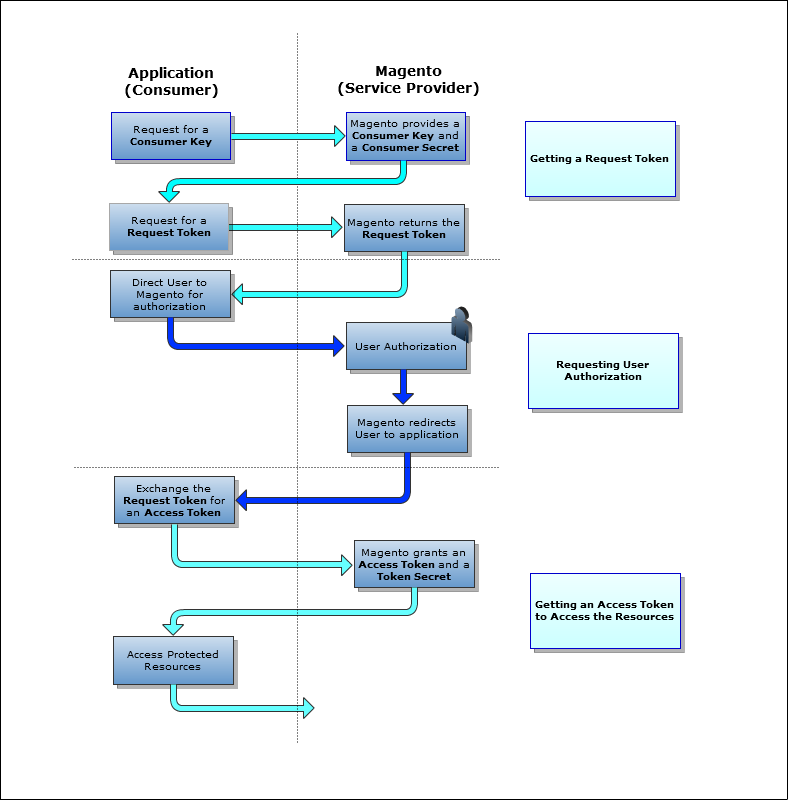 Application
(Consumer)
Magento
(Service Provider)
Request for a
Consumer Key
Magento provides a
Consumer Key and
a Consumer Secret
Getting a Request Token
Request for a
Request Token
Magento returns the
Request Token
Direct User to
Magento for
authorization
User Authorization
Requesting User
Authorization
Magento redirects
User to application
Exchange the
Request Token for
an Access Token
Magento grants an
Access Token and a
Token Secret
Getting an Access Token
to Access the Resources
Access Protected
Resources